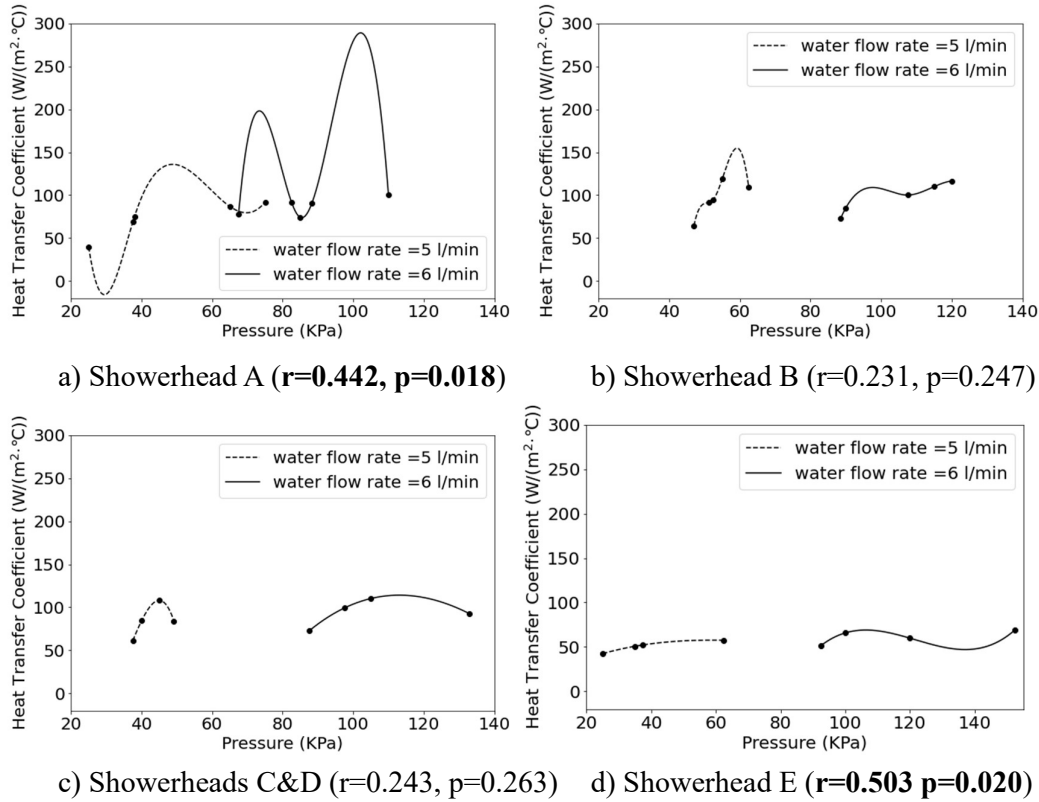 300
250
200
150
100
50
0
Heat Transfer Coefficient (W/(m²·°C))
water flow rate =5 l/min
water flow rate =6 l/min
20 40 60 80 100 120 140
Pressure (KPa)
a) Showerhead A (r=0.442, p=0.018)
300
250
200
150
100
50
0
Heat Transfer Coefficient (W/(m²·°C))
water flow rate =5 l/min
water flow rate =6 l/min
20 40 60 80 100 120 140
Pressure (KPa)
b) Showerhead B (r=0.231, p=0.247)
300
250
200
150
100
50
0
Heat Transfer Coefficient (W/(m²·°C))
water flow rate =5 l/min
water flow rate =6 l/min
20 40 60 80 100 120 140
Pressure (KPa)
c) Showerheads C&D (r=0.243, p=0.263)
300
250
200
150
100
50
0
Heat Transfer Coefficient (W/(m²·°C))
water flow rate =5 l/min
water flow rate =6 l/min
20 40 60 80 100 120 140
Pressure (KPa)
d) Showerhead E (r=0.503 p=0.020)